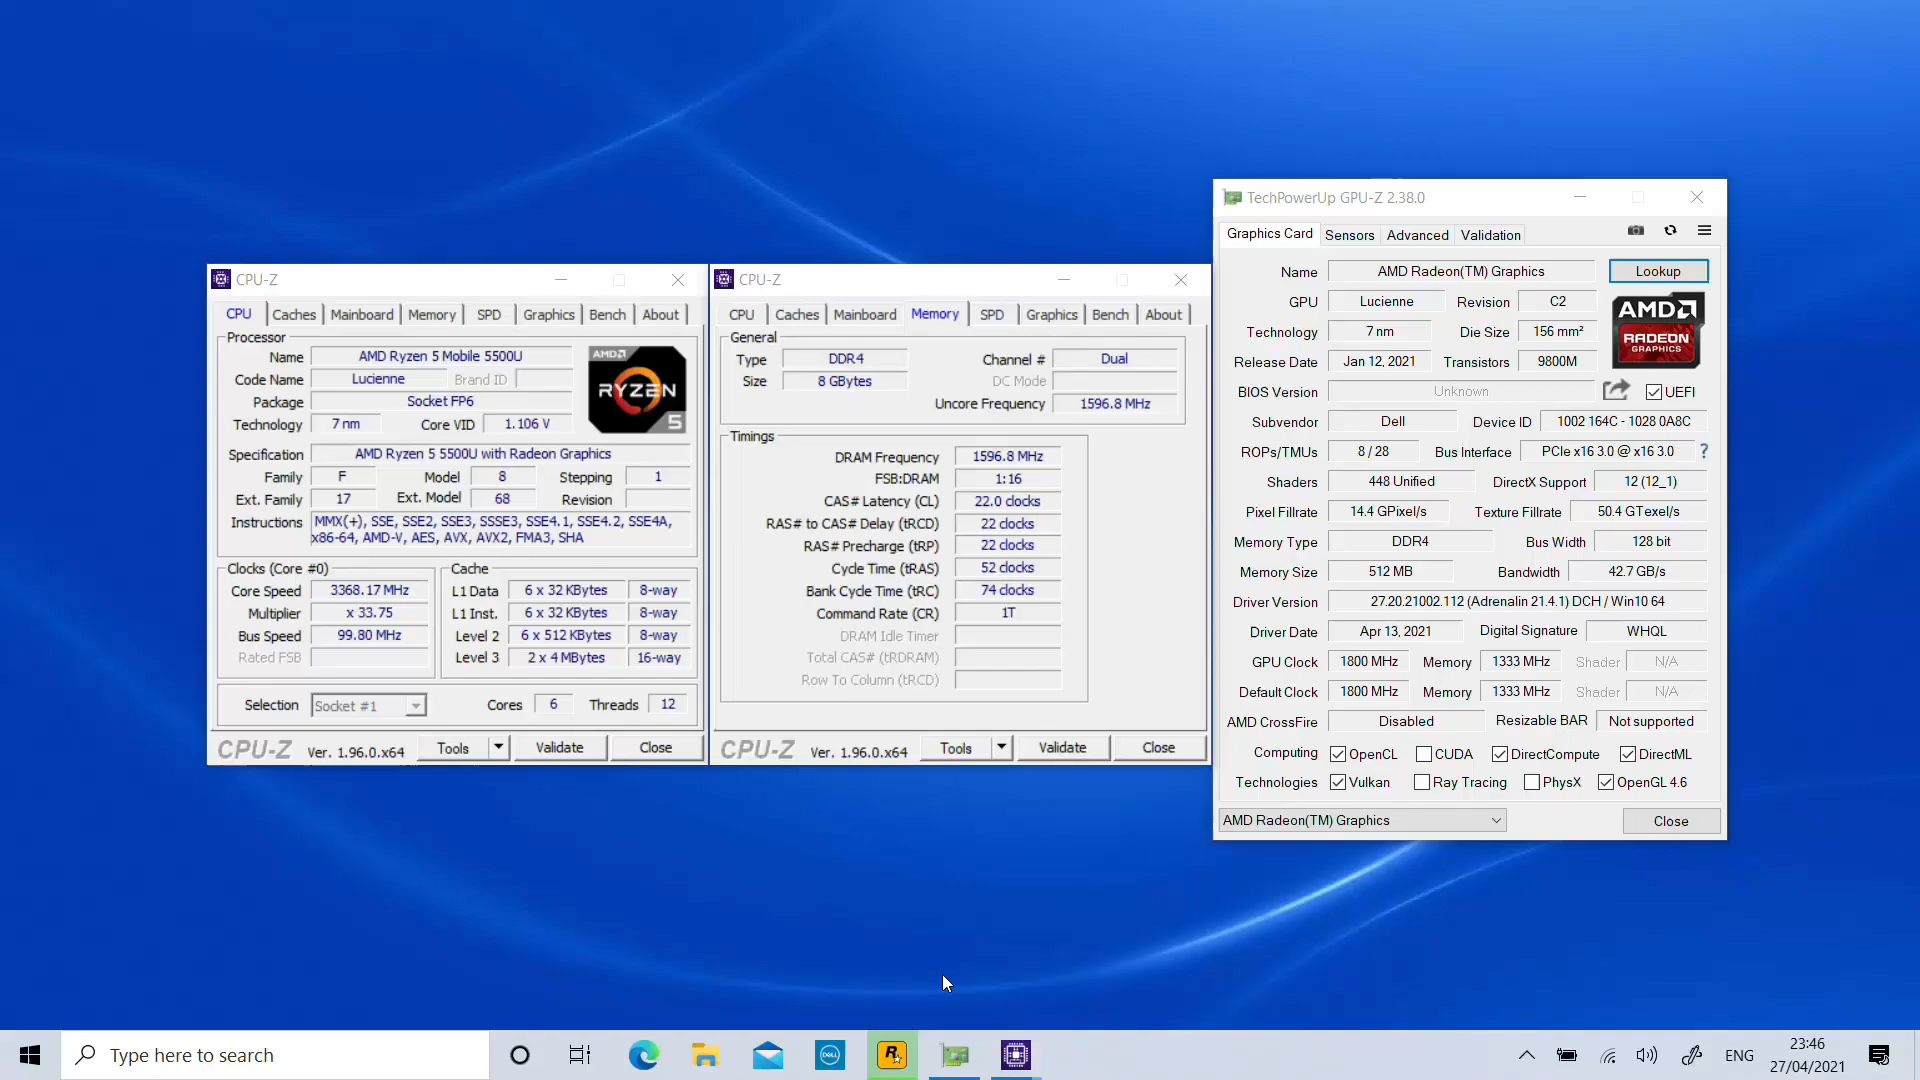 CPU-Z
CPU Caches Mainboard Memory SPD Graphics Bench About
Processor
Name AMD Ryzen 5 Mobile 5500U
Code Name Lucienne Brand ID
Package Socket FP6
Technology 7 nm Core VID 1.106 V
AMD
RYZEN
5
Specification AMD Ryzen 5 5500U with Radeon Graphics
Family F Model 8 Stepping 1
Ext. Family 17 Ext. Model 68 Revision
Instructions MMX(+), SSE, SSE2, SSE3, SSSE3, SSE4.1, SSE4.2, SSE4A,
x86-64, AMD-V, AES, AVX, AVX2, FMA3, SHA
Clocks (Core #0)
Core Speed 3368.17 MHz
Multiplier x 33.75
Bus Speed 99.80 MHz
Rated FSB
Cache
L1 Data 6 x 32 KBytes 8-way
L1 Inst. 6 x 32 KBytes 8-way
Level 2 6 x 512 KBytes 8-way
Level 3 2 x 4 MBytes 16-way
Selection Socket #1 Cores 6 Threads 12
CPU-Z Ver. 1.96.0.x64 Tools Validate Close
CPU-Z
CPU Caches Mainboard Memory SPD Graphics Bench About
General
Type DDR4 Channel # Dual
Size 8 GBytes DC Mode
Uncore Frequency 1596.8 MHz
Timings
DRAM Frequency 1596.8 MHz
FSB:DRAM 1:16
CAS# Latency (CL) 22.0 clocks
RAS# to CAS# Delay (tRCD) 22 clocks
RAS# Precharge (tRP) 22 clocks
Cycle Time (tRAS) 52 clocks
Bank Cycle Time (tRC) 74 clocks
Command Rate (CR) 1T
DRAM Idle Timer
Total CAS# (tRDRAM)
Row To Column (tRCD)
CPU-Z Ver. 1.96.0.x64 Tools Validate Close
TechPowerUp GPU-Z 2.38.0
Graphics Card Sensors Advanced Validation
Name AMD Radeon(TM) Graphics Lookup
GPU Lucienne Revision C2
Technology 7 nm Die Size 156 mm²
Release Date Jan 12, 2021 Transistors 9800M
AMD
RADEON
GRAPHICS
BIOS Version Unknown UEFI
Subvendor Dell Device ID 1002 164C - 1028 0A8C
ROPs/TMUs 8 / 28 Bus Interface PCIe x16 3.0 @ x16 3.0 ?
Shaders 448 Unified DirectX Support 12 (12_1)
Pixel Fillrate 14.4 GPixel/s Texture Fillrate 50.4 GTexel/s
Memory Type DDR4 Bus Width 128 bit
Memory Size 512 MB Bandwidth 42.7 GB/s
Driver Version 27.20.21002.112 (Adrenalin 21.4.1) DCH / Win10 64
Driver Date Apr 13, 2021 Digital Signature WHQL
GPU Clock 1800 MHz Memory 1333 MHz Shader N/A
Default Clock 1800 MHz Memory 1333 MHz Shader N/A
AMD CrossFire Disabled Resizable BAR Not supported
Computing OpenCL CUDA DirectCompute DirectML
Technologies Vulkan Ray Tracing PhysX OpenGL 4.6
AMD Radeon(TM) Graphics Close
Type here to search
DELL
R
ENG
23:46
27/04/2021